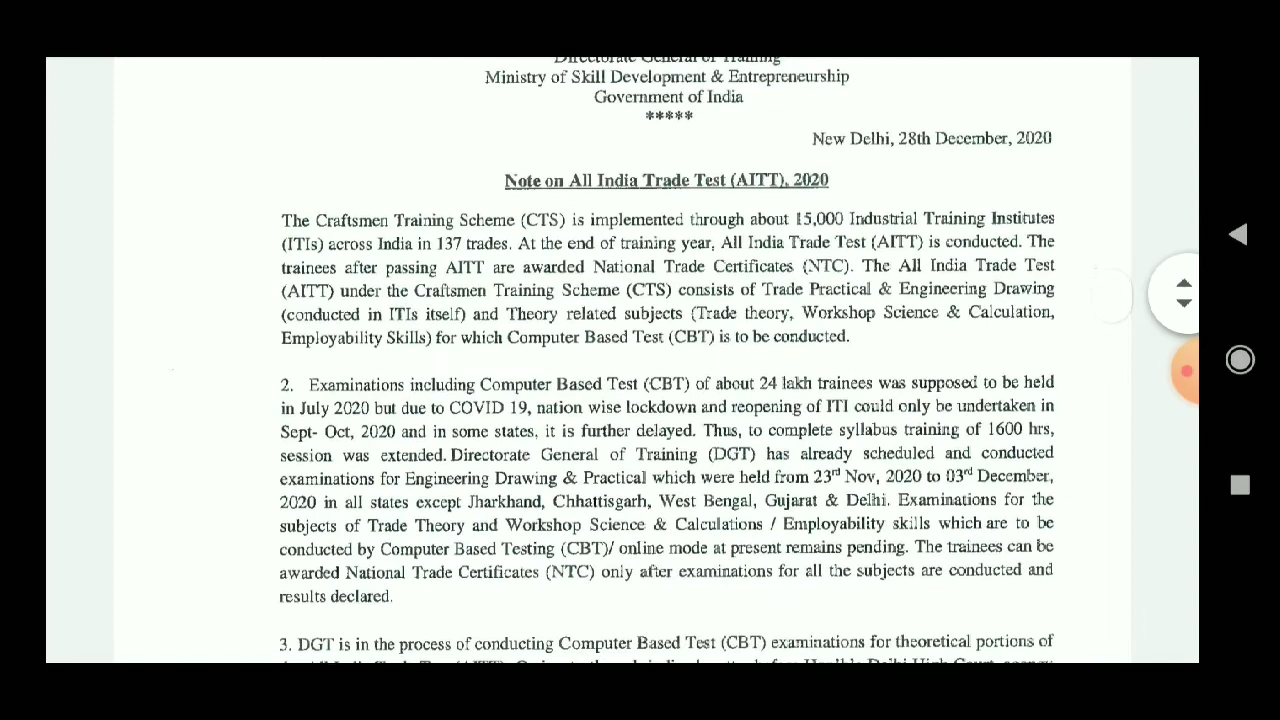 Directorate General of Training
Ministry of Skill Development & Entrepreneurship
Government of India
*****
New Delhi, 28th December, 2020
Note on All India Trade Test (AITT), 2020
The Craftsmen Training Scheme (CTS) is implemented through about 15,000 Industrial Training Institutes
(ITIs) across India in 137 trades. At the end of training year, All India Trade Test (AITT) is conducted. The
trainees after passing AITT are awarded National Trade Certificates (NTC). The All India Trade Test
(AITT) under the Craftsmen Training Scheme (CTS) consists of Trade Practical & Engineering Drawing
(conducted in ITIs itself) and Theory related subjects (Trade theory, Workshop Science & Calculation,
Employability Skills) for which Computer Based Test (CBT) is to be conducted.
2. Examinations including Computer Based Test (CBT) of about 24 lakh trainees was supposed to be held
in July 2020 but due to COVID 19, nation wise lockdown and reopening of ITI could only be undertaken in
Sept- Oct, 2020 and in some states, it is further delayed. Thus, to complete syllabus training of 1600 hrs,
session was extended. Directorate General of Training (DGT) has already scheduled and conducted
examinations for Engineering Drawing & Practical which were held from 23rd Nov, 2020 to 03rd December,
2020 in all states except Jharkhand, Chhattisgarh, West Bengal, Gujarat & Delhi. Examinations for the
subjects of Trade Theory and Workshop Science & Calculations / Employability skills which are to be
conducted by Computer Based Testing (CBT)/ online mode at present remains pending. The trainees can be
awarded National Trade Certificates (NTC) only after examinations for all the subjects are conducted and
results declared.
3. DGT is in the process of conducting Computer Based Test (CBT) examinations for theoretical portions of